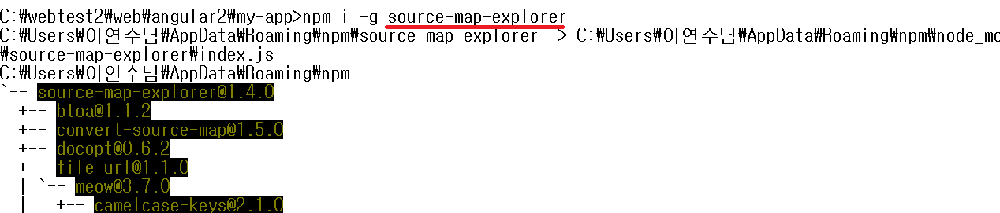 C:₩webtest2₩web₩angular2₩my-app>npm i -g source-map-explorer
C:₩Users₩이연수님₩AppData₩Roaming₩npm₩source-map-explorer -> C:₩Users₩이연수님₩AppData₩Roaming₩npm₩node_mo
₩source-map-explorer₩index.js
C:₩Users₩이연수님₩AppData₩Roaming₩npm
`-- source-map-explorer@1.4.0
+-- btoa@1.1.2
+-- convert-source-map@1.5.0
+-- docopt@0.6.2
+-- file-url@1.1.0
| `-- meow@3.7.0
| +-- camelcase-keys@2.1.0